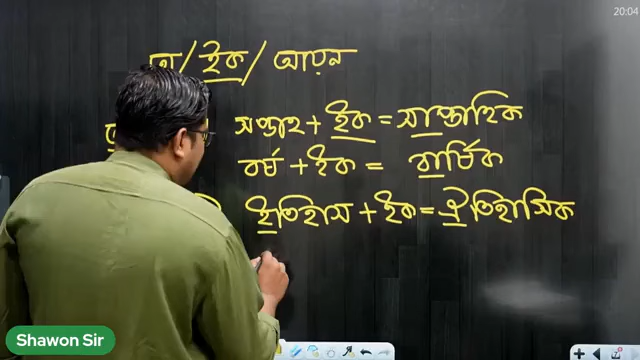 20:04
/ ইক / আয়ন
সপ্তাহ + ইক = সাপ্তাহিক
বর্ষ + ইক = বার্ষিক
ইতিহাস + ইক = ঐতিহাসিক
Shawon Sir